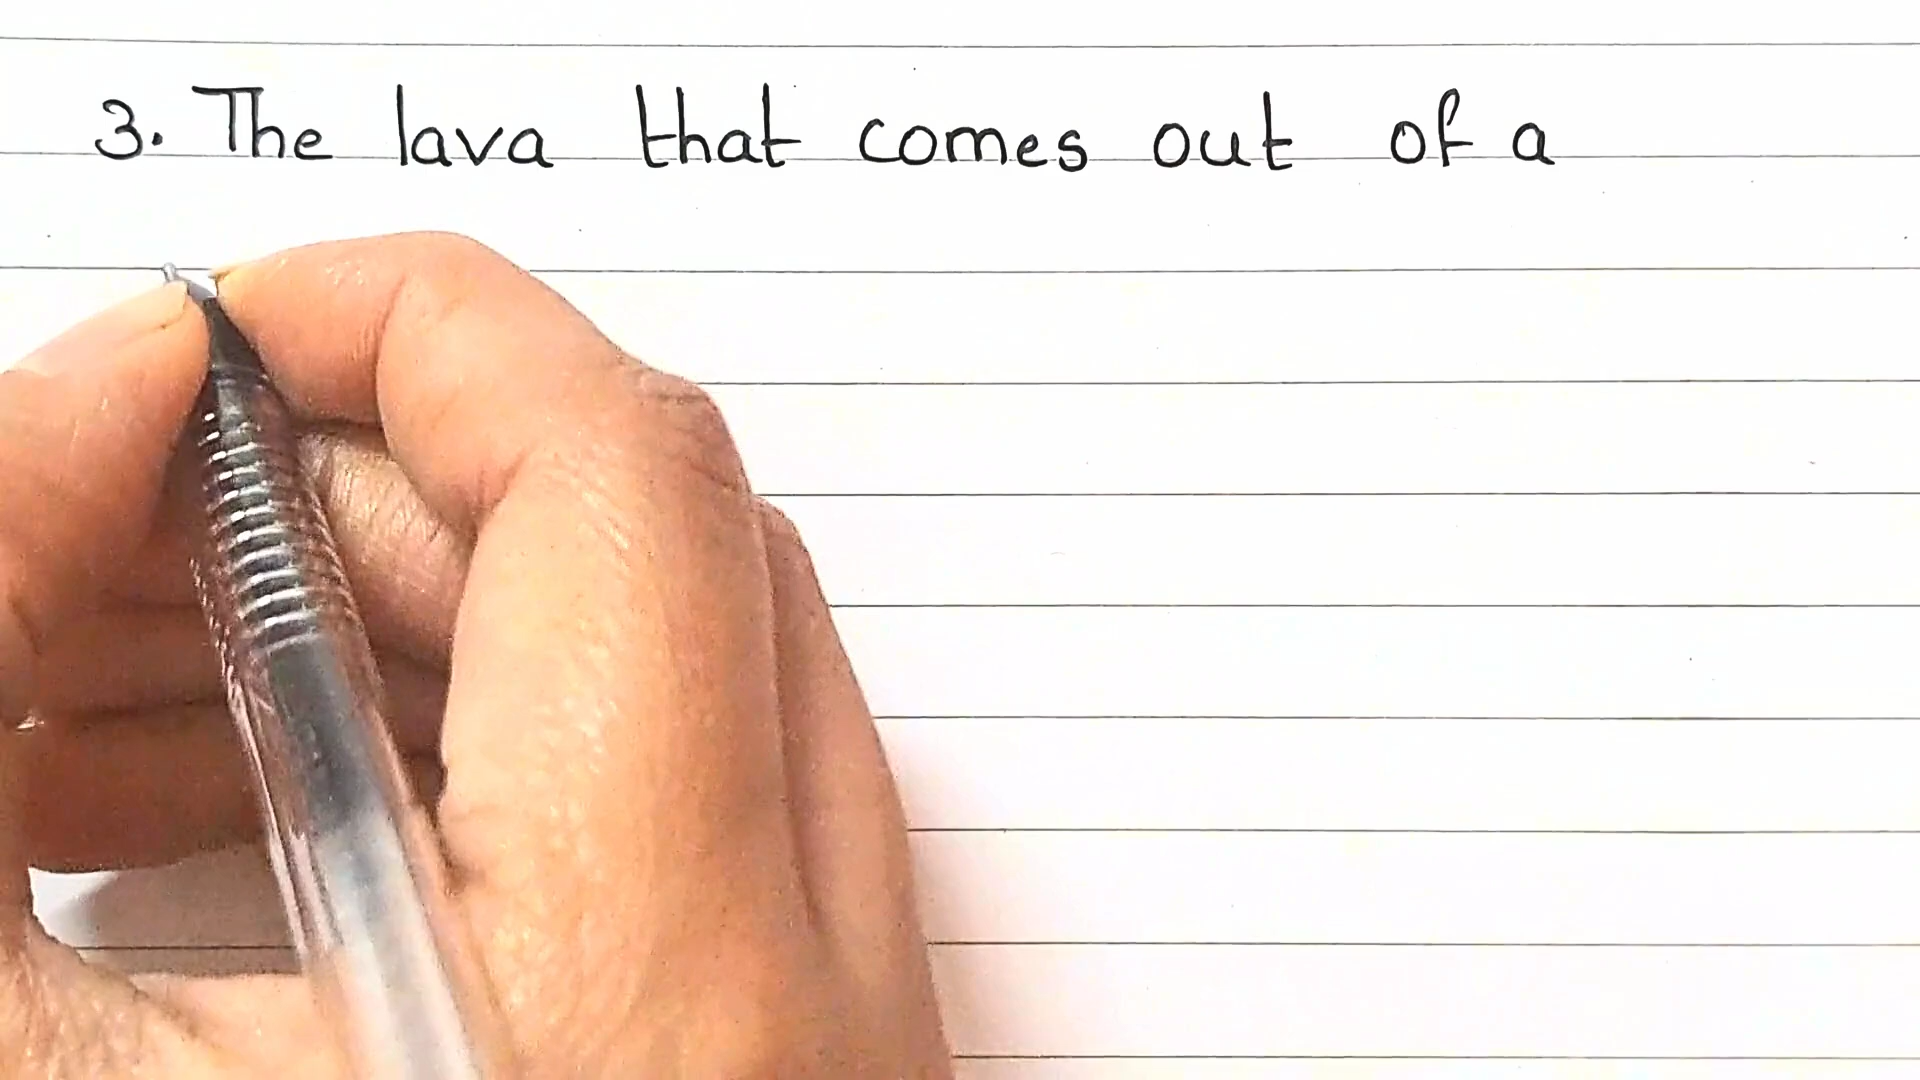 3. The lava that comes out of a